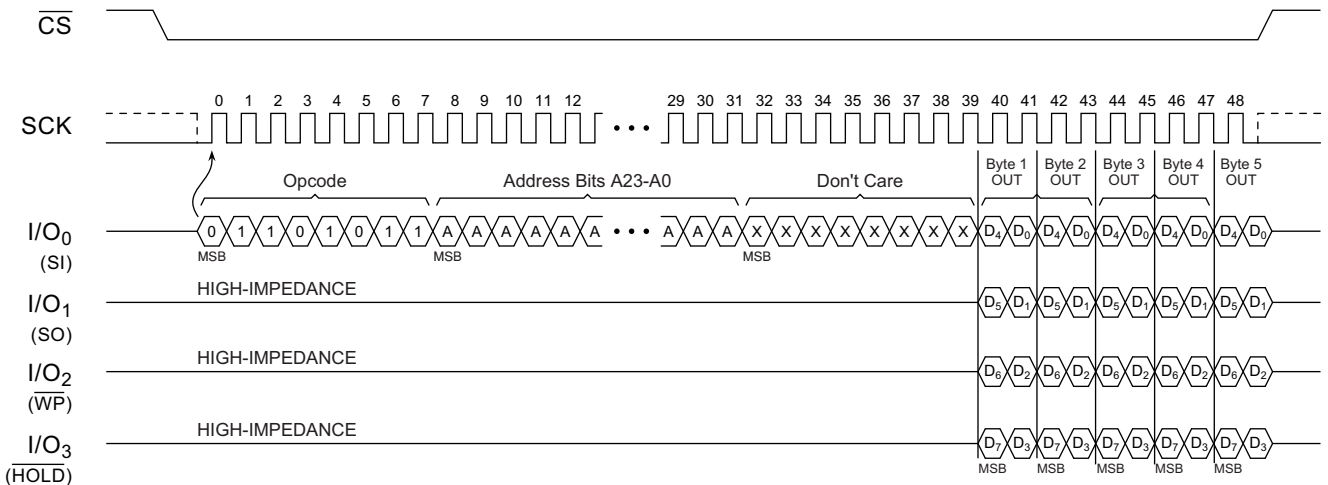 CS
SCK
0 1 2 3 4 5 6 7 8 9 10 11 12 29 30 31 32 33 34 35 36 37 38 39 40 41 42 43 44 45 46 47 48
Opcode Address Bits A23-A0 Don't Care
Byte 1 OUT Byte 2 OUT Byte 3 OUT Byte 4 OUT Byte 5 OUT
I/O0 (SI)
0 1 1 0 1 0 1 1 A A A A A A A A A X X X X X X X X D4 D0 D4 D0 D4 D0 D4 D0 D4 D0
MSB MSB MSB
I/O1 (SO)
HIGH-IMPEDANCE
D5 D1 D5 D1 D5 D1 D5 D1 D5 D1
I/O2 (WP)
HIGH-IMPEDANCE
D6 D2 D6 D2 D6 D2 D6 D2 D6 D2
I/O3 (HOLD)
HIGH-IMPEDANCE
D7 D3 D7 D3 D7 D3 D7 D3 D7 D3
MSB MSB MSB MSB MSB